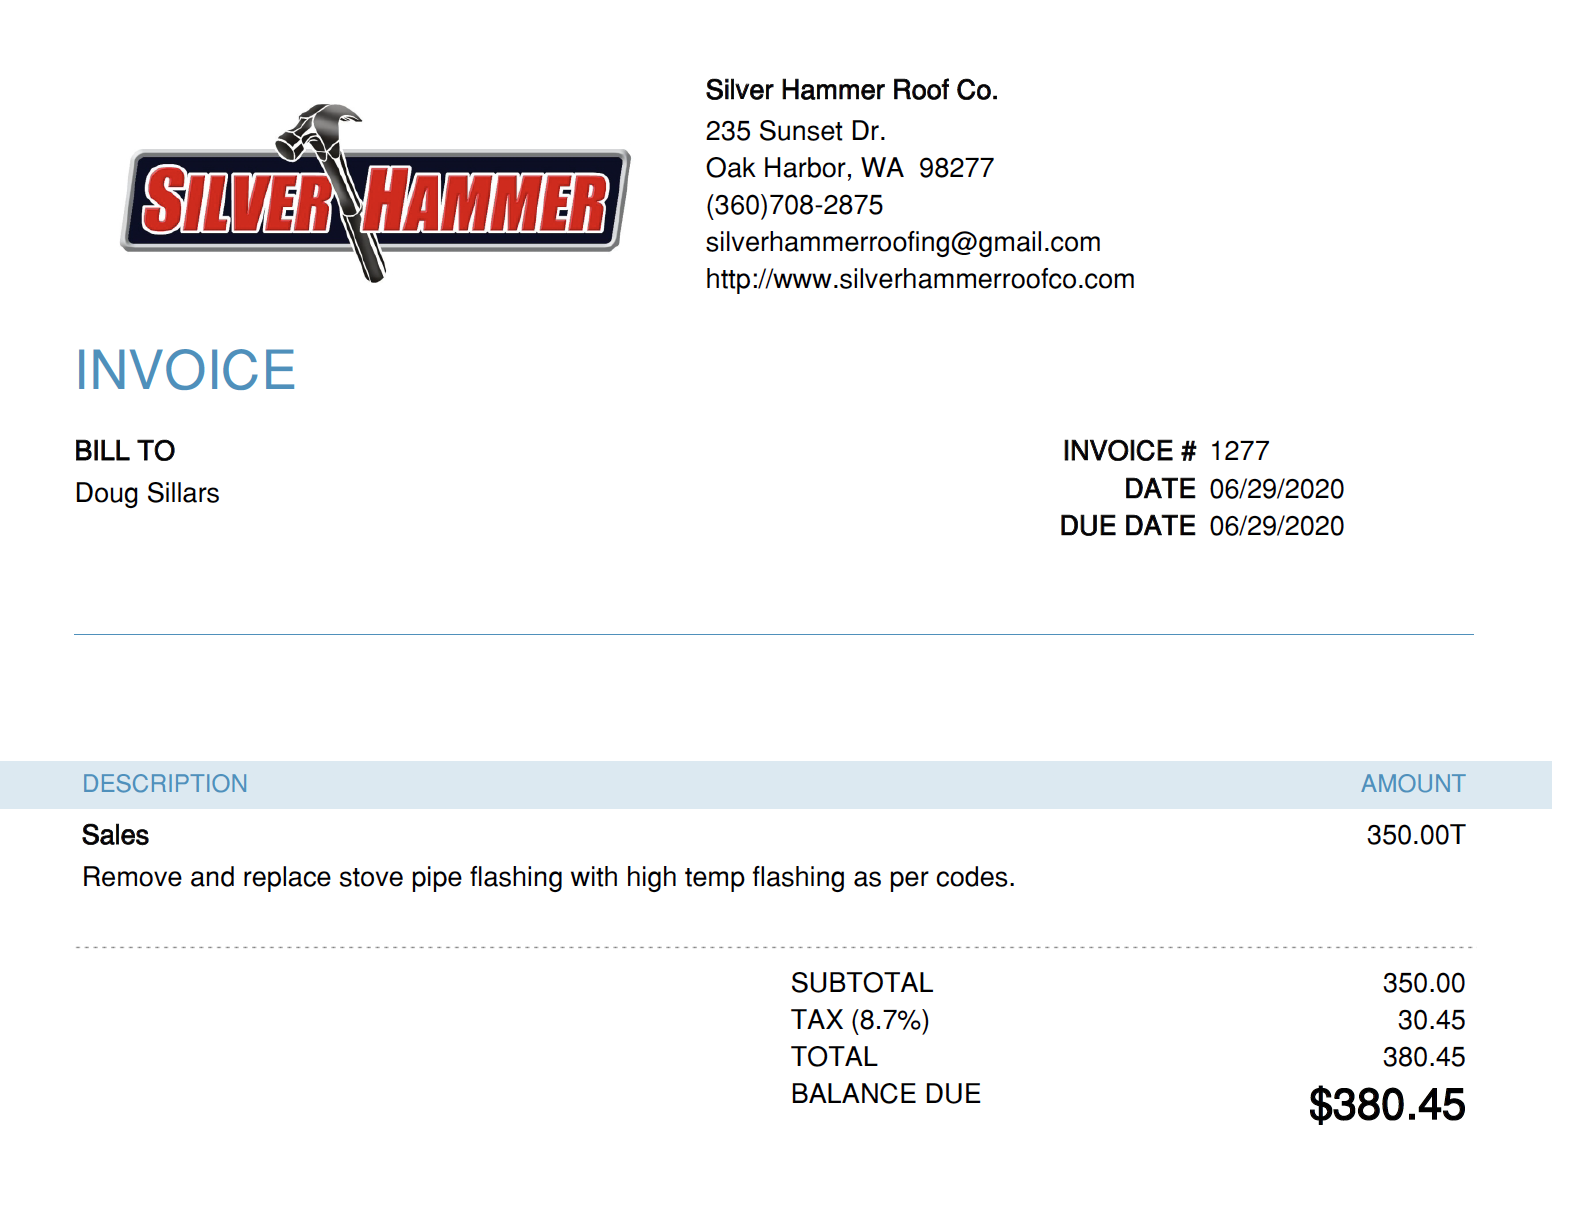 SILVER HAMMER
Silver Hammer Roof Co.
235 Sunset Dr.
Oak Harbor, WA  98277
(360)708-2875
silverhammerroofing@gmail.com
http://www.silverhammerroofco.com
INVOICE
BILL TO
Doug Sillars
INVOICE # 1277
DATE 06/29/2020
DUE DATE 06/29/2020
DESCRIPTION AMOUNT
Sales 350.00T
Remove and replace stove pipe flashing with high temp flashing as per codes.
SUBTOTAL 350.00
TAX (8.7%) 30.45
TOTAL 380.45
BALANCE DUE $380.45